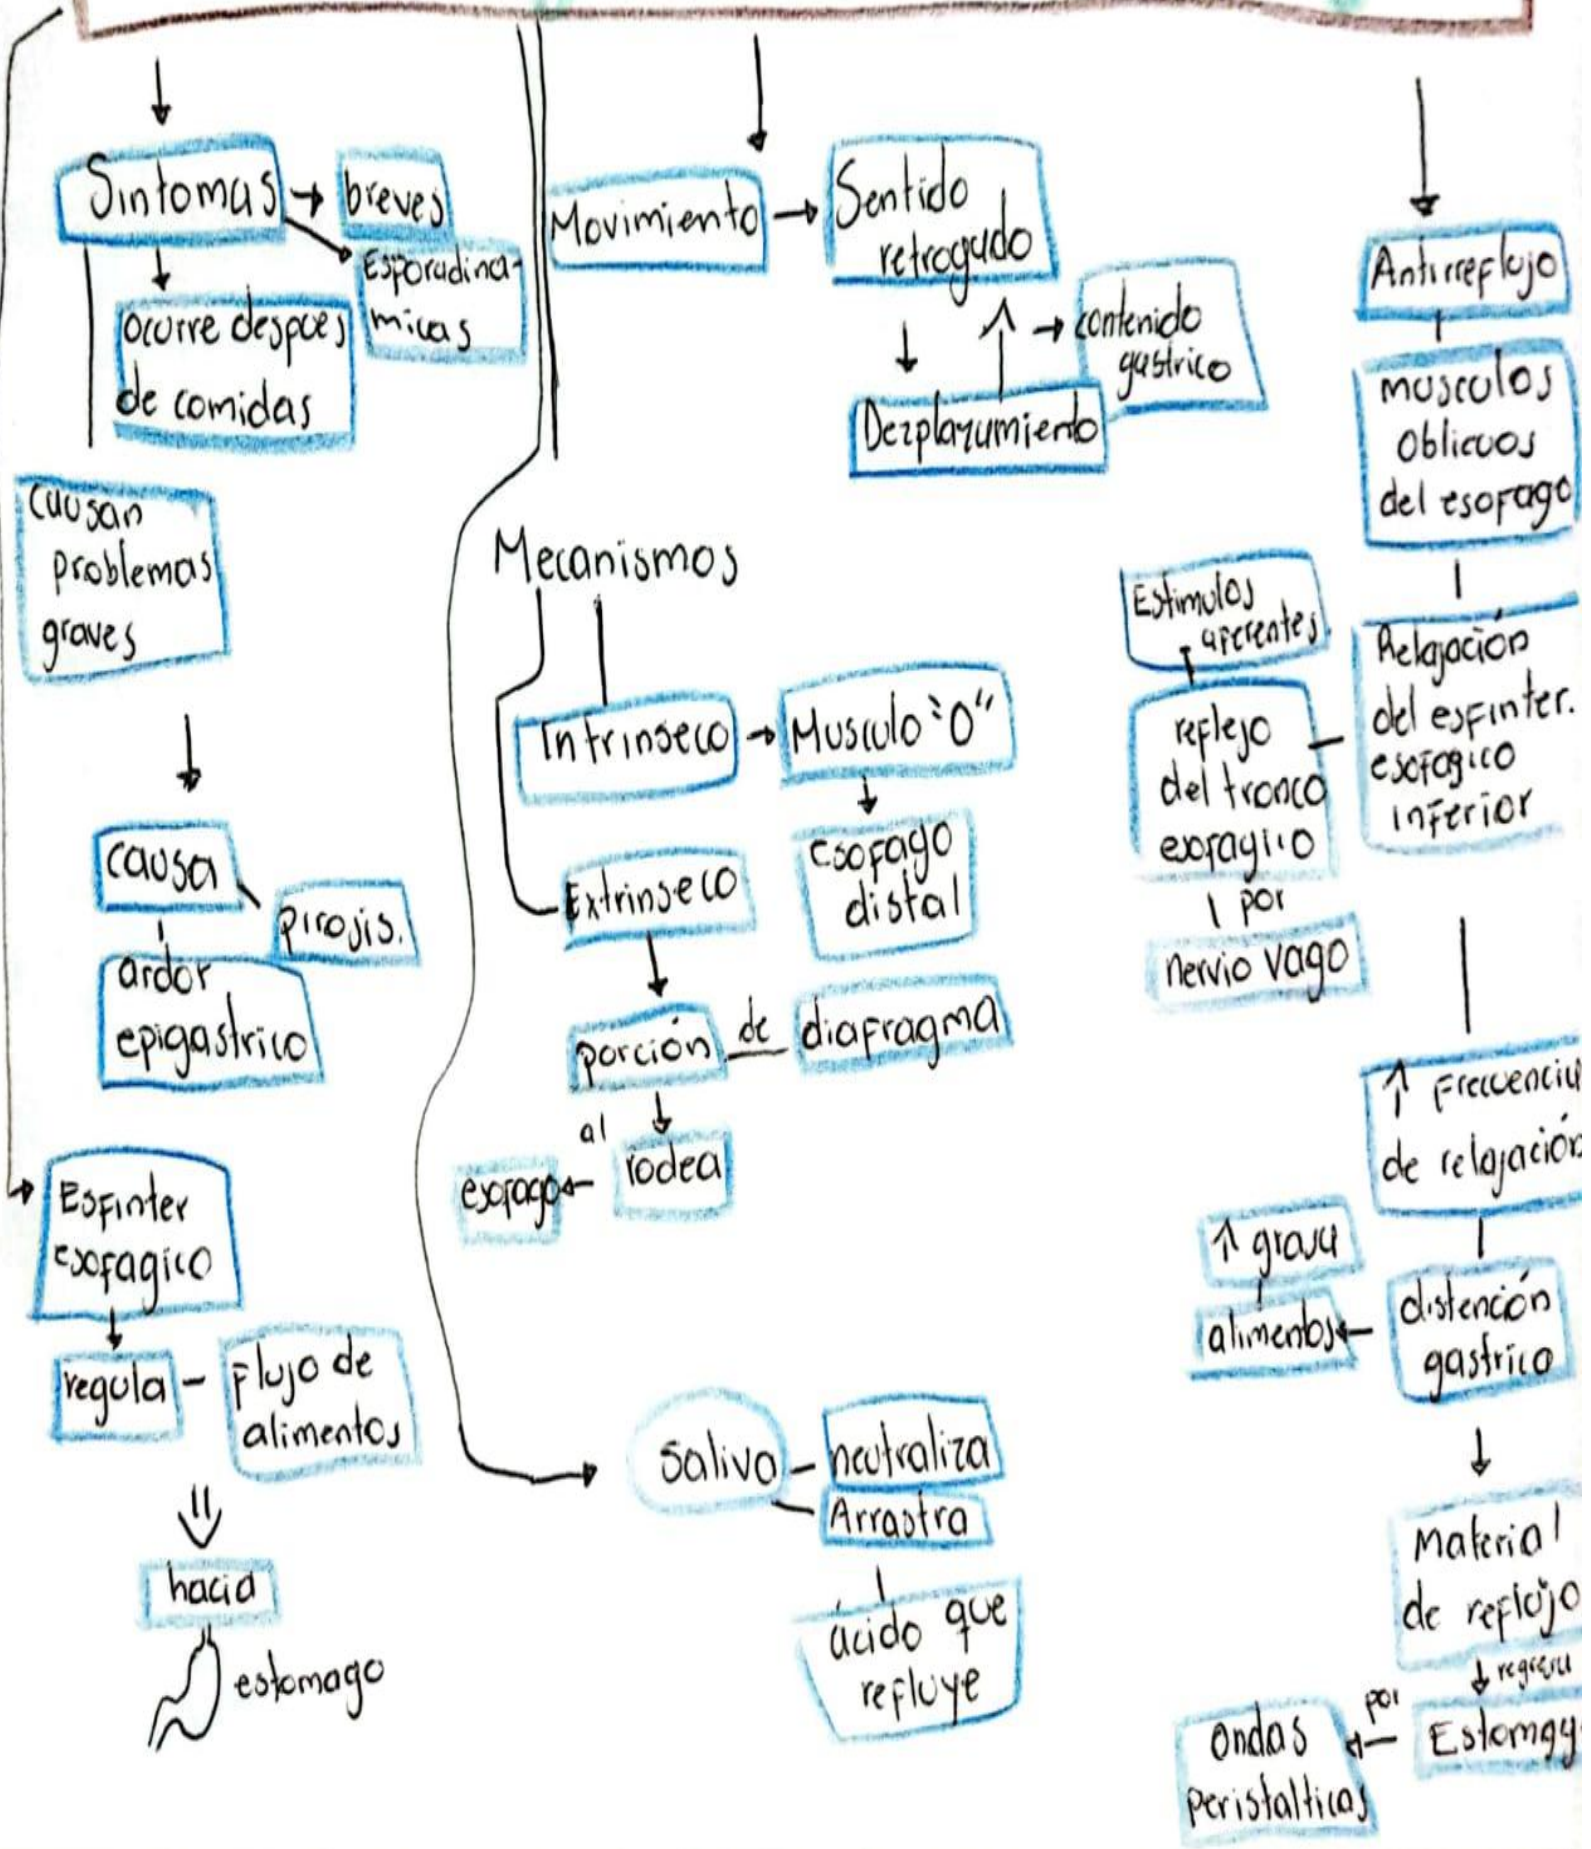 Sintomas
breves
Esporadina-
micas
ocurre despues
de comidas
causan
problemas
graves
causa
pirosis.
ardor
epigastrico
Esfinter
esofagico
regula
Flujo de
alimentos
hacia
estomago
Movimiento
Sentido
retrogado
contenido
gastrico
Dezplazamiento
Mecanismos
Intrinseco
Musculo "O"
esofago
distal
Extrinseco
porción
de
diafragma
al
rodea
esofago
Saliva
neutraliza
Arrastra
ácido que
refluye
Antirreflujo
musculos
oblicuos
del esofago
Relajación
del esfinter.
esofagico
inferior
Estimulos
aferentes.
reflejo
del tronco
esofagico
por
nervio vago
↑ Frecuencia
de relajación
distención
gastrica
alimentos
↑ grasa
Material
de reflujo
regresa
Estomago
por
ondas
peristalticas